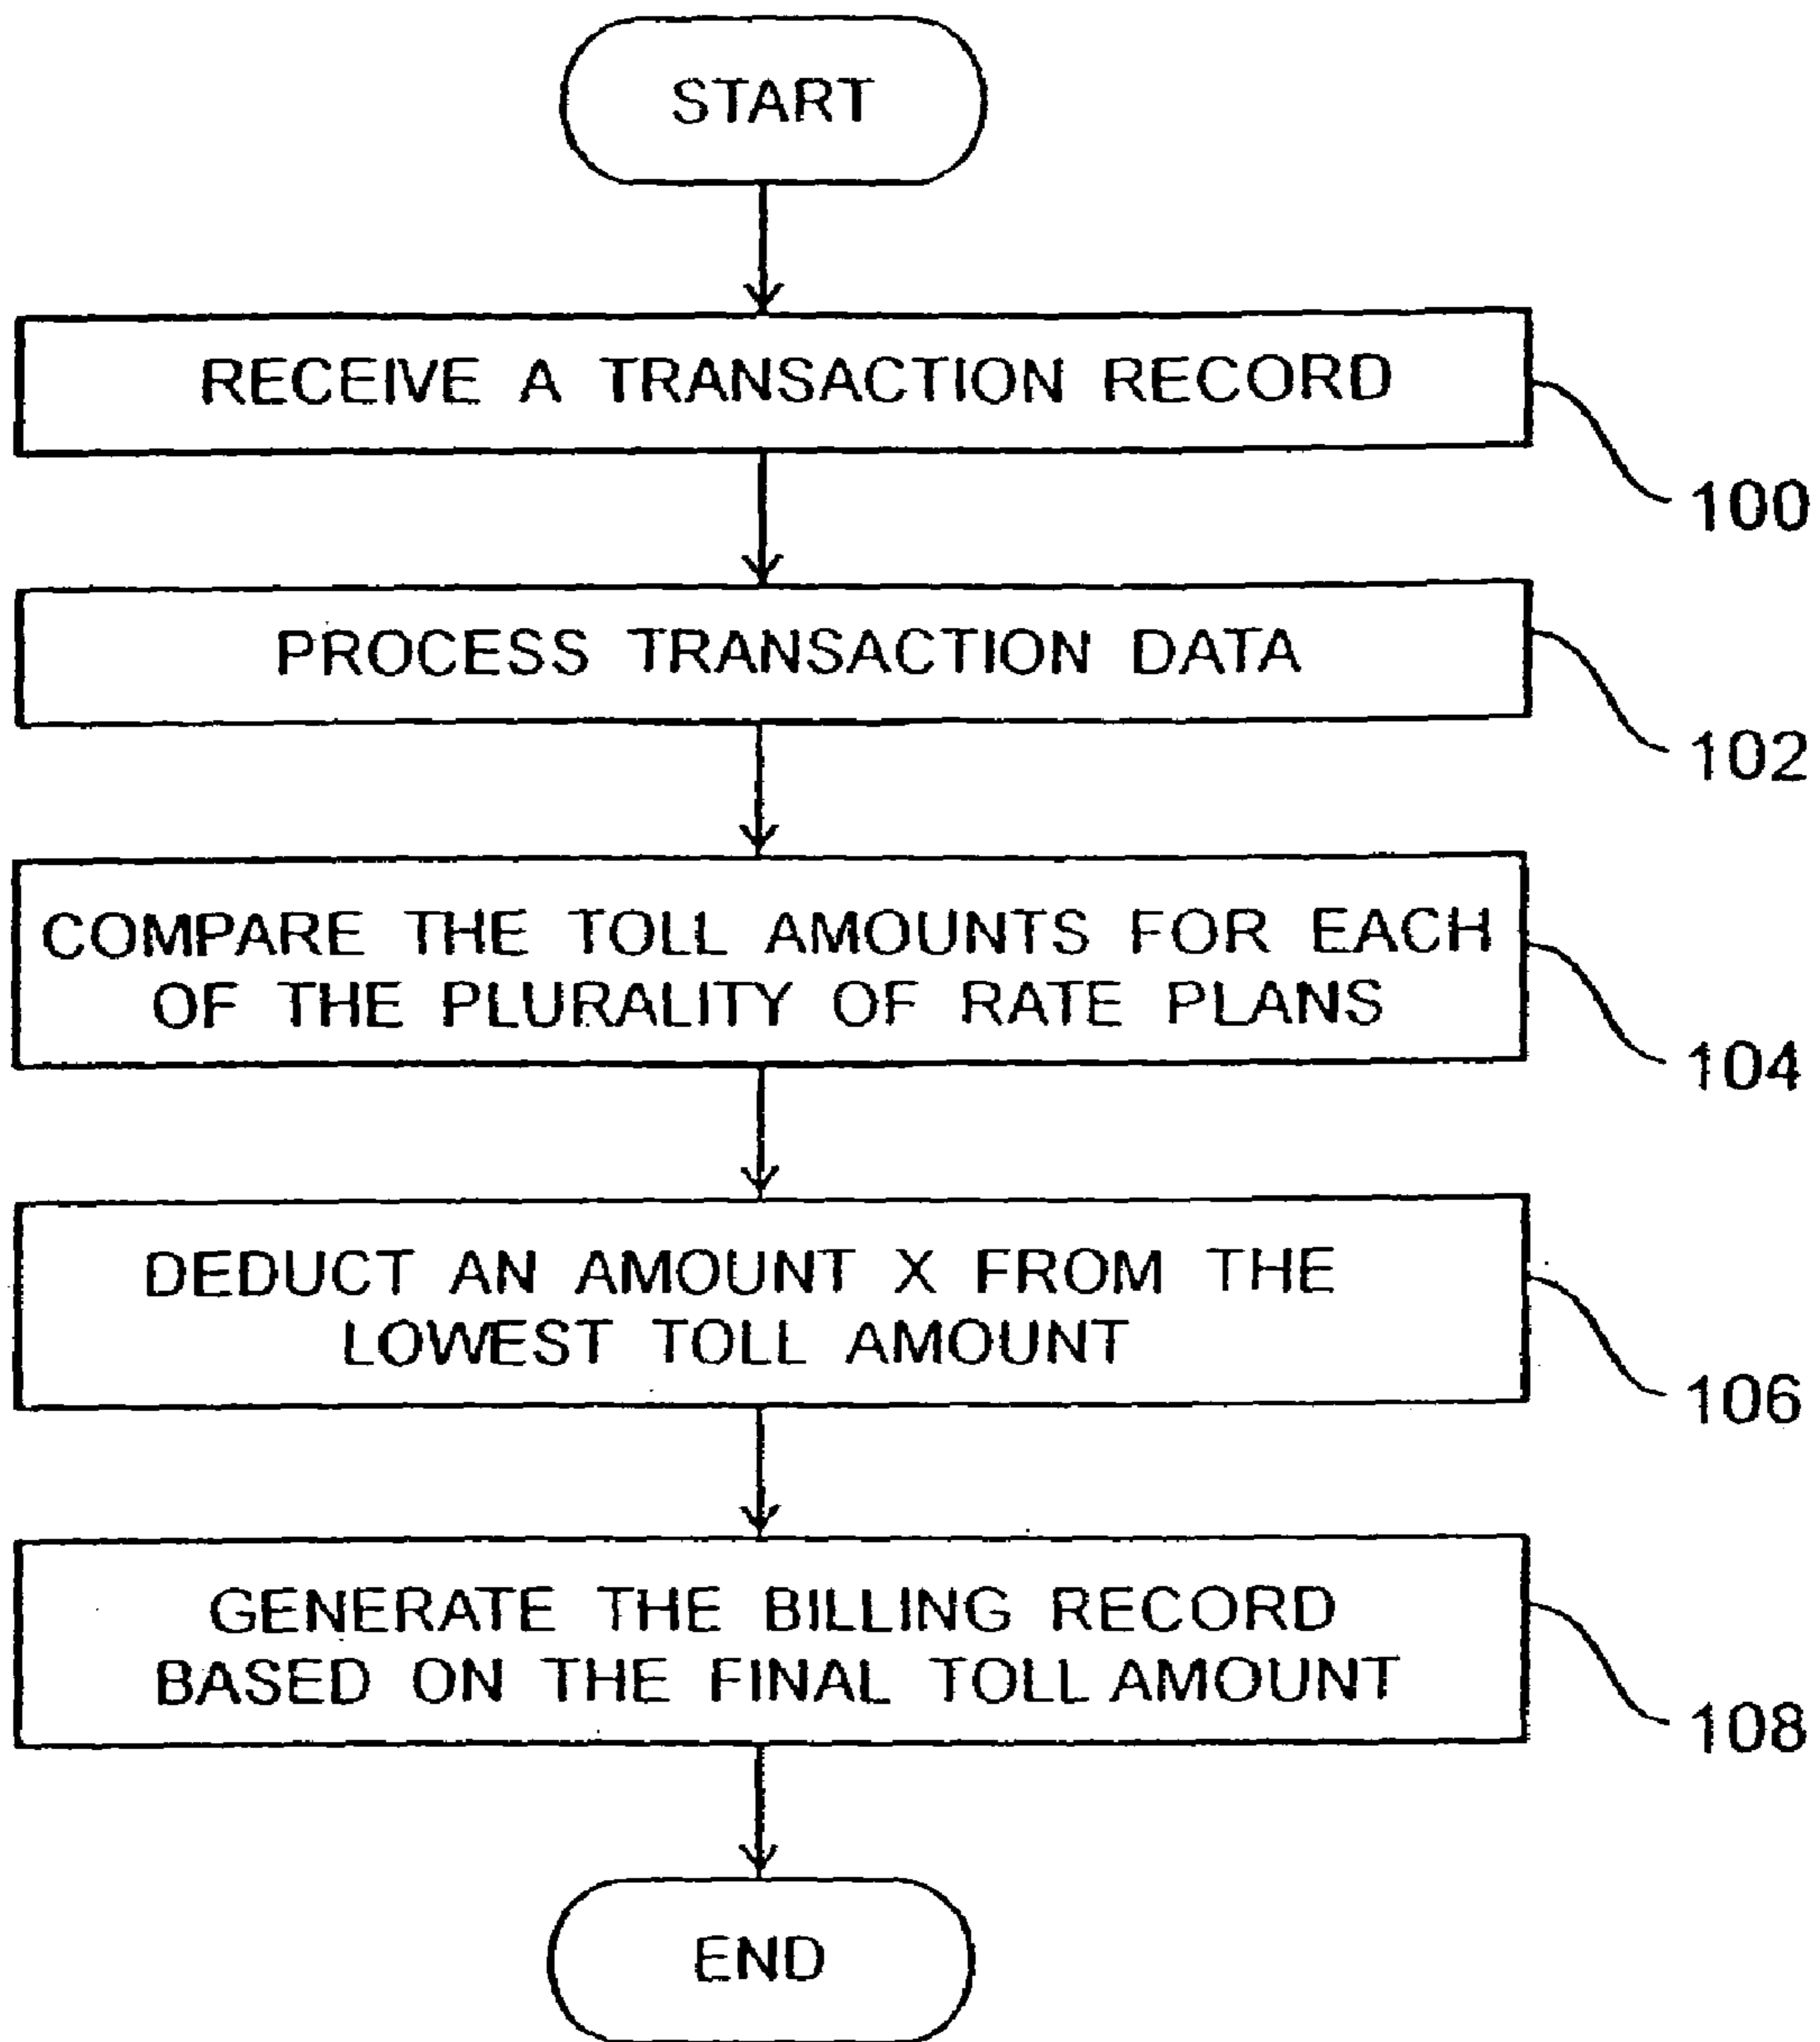 START
RECEIVE A TRANSACTION RECORD
100
PROCESS TRANSACTION DATA
102
COMPARE THE TOLL AMOUNTS FOR EACH
OF THE PLURALITY OF RATE PLANS
104
DEDUCT AN AMOUNT X FROM THE
LOWEST TOLL AMOUNT
106
GENERATE THE BILLING RECORD
BASED ON THE FINAL TOLL AMOUNT
108
END